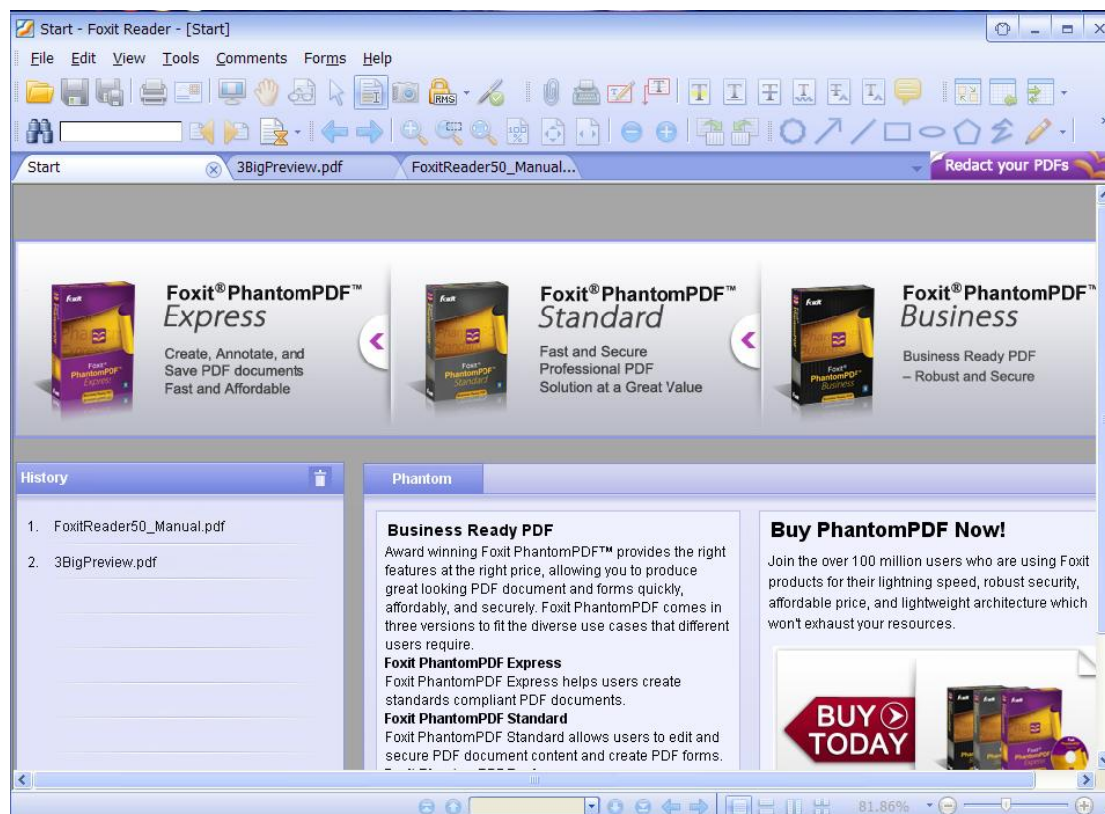 Start - Foxit Reader - [Start]
File Edit View Tools Comments Forms Help
RMS
Start 3BigPreview.pdf FoxitReader50_Manual... Redact your PDFs
Foxit®PhantomPDF™
Express
Create, Annotate, and
Save PDF documents
Fast and Affordable
Foxit®PhantomPDF™
Standard
Fast and Secure
Professional PDF
Solution at a Great Value
Foxit®PhantomPDF™
Business
Business Ready PDF
– Robust and Secure
History
1. FoxitReader50_Manual.pdf
2. 3BigPreview.pdf
Phantom
Business Ready PDF
Award winning Foxit PhantomPDF™ provides the right
features at the right price, allowing you to produce
great looking PDF document and forms quickly,
affordably, and securely. Foxit PhantomPDF comes in
three versions to fit the diverse use cases that different
users require.
Foxit PhantomPDF Express
Foxit PhantomPDF Express helps users create
standards compliant PDF documents.
Foxit PhantomPDF Standard
Foxit PhantomPDF Standard allows users to edit and
secure PDF document content and create PDF forms.
Buy PhantomPDF Now!
Join the over 100 million users who are using Foxit
products for their lightning speed, robust security,
affordable price, and lightweight architecture which
won't exhaust your resources.
BUY
TODAY
81.86%